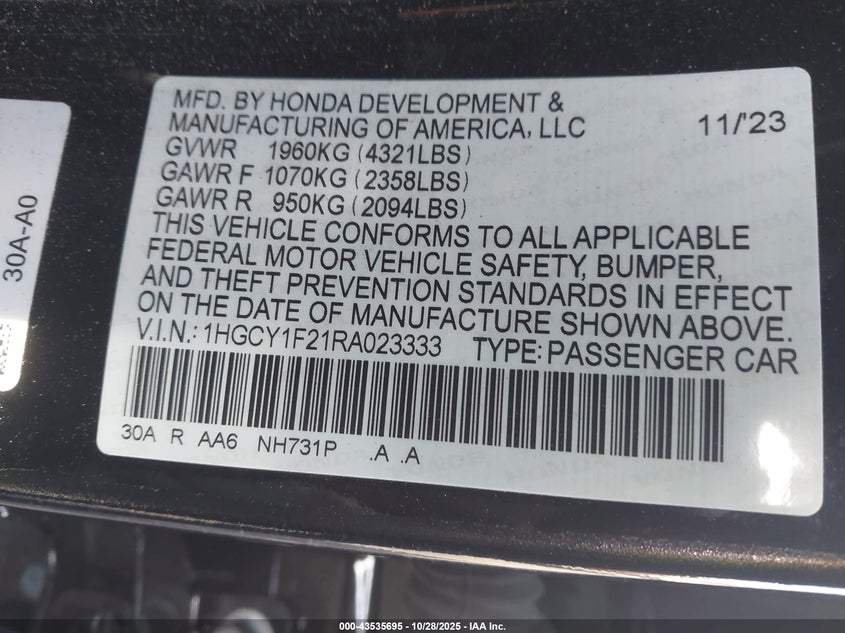 MFD. BY HONDA DEVELOPMENT &
MANUFACTURING OF AMERICA, LLC 11/'23
GVWR 1960KG (4321LBS)
GAWR F 1070KG (2358LBS)
GAWR R 950KG (2094LBS)
THIS VEHICLE CONFORMS TO ALL APPLICABLE
FEDERAL MOTOR VEHICLE SAFETY, BUMPER,
AND THEFT PREVENTION STANDARDS IN EFFECT
ON THE DATE OF MANUFACTURE SHOWN ABOVE.
V.I.N.: 1HGCY1F21RA023333 TYPE: PASSENGER CAR
30A R AA6 NH731P .A .A
30A-A0
000-43535695 - 10/28/2025 - IAA Inc.